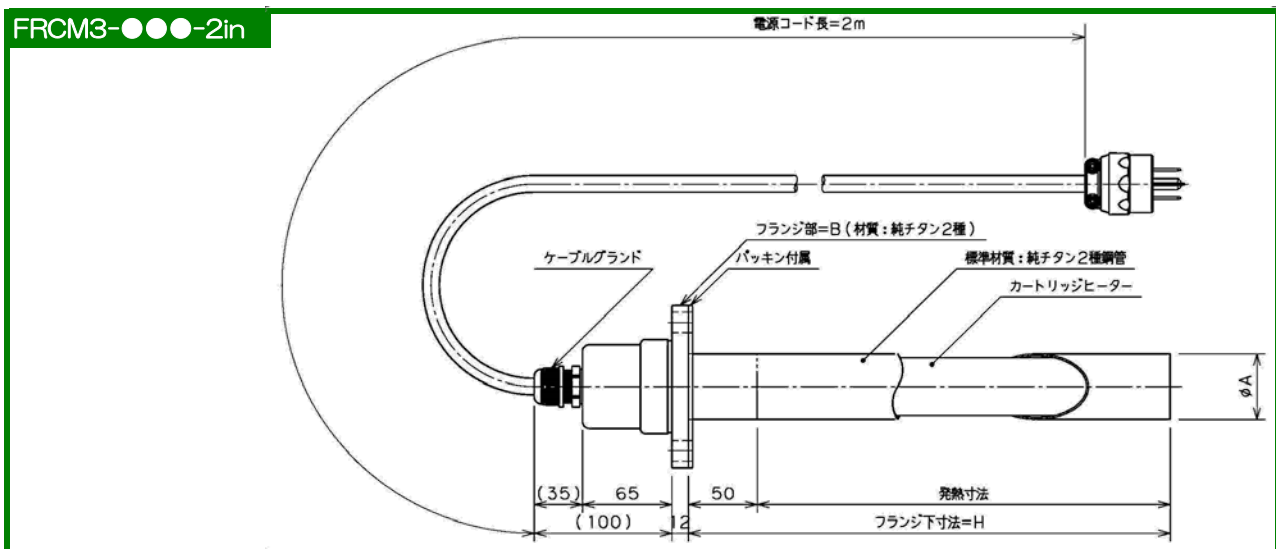 FRCM3-●●●-2in
電源コード長=2m
フランジ部=B（材質：純チタン2種）
ケーブルグランド
パッキン付属
標準材質：純チタン2種鋼管
カートリッジヒーター
φA
(35)
65
50
発熱寸法
(100)
12
フランジ下寸法=H